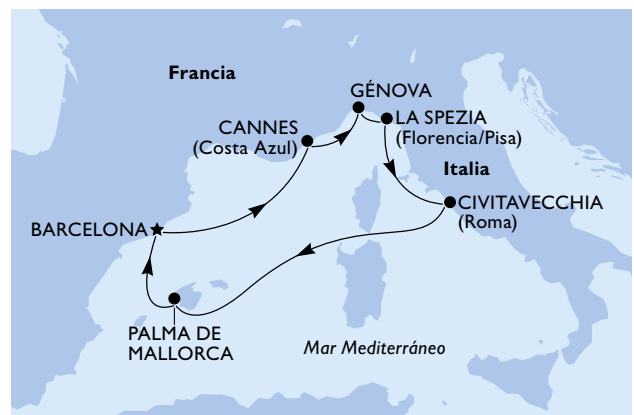 Francia
GÉNOVA
CANNES
(Costa Azul)
LA SPEZIA
(Florencia/Pisa)
Italia
CIVITAVECCHIA
(Roma)
BARCELONA
PALMA DE
MALLORCA
Mar Mediterráneo